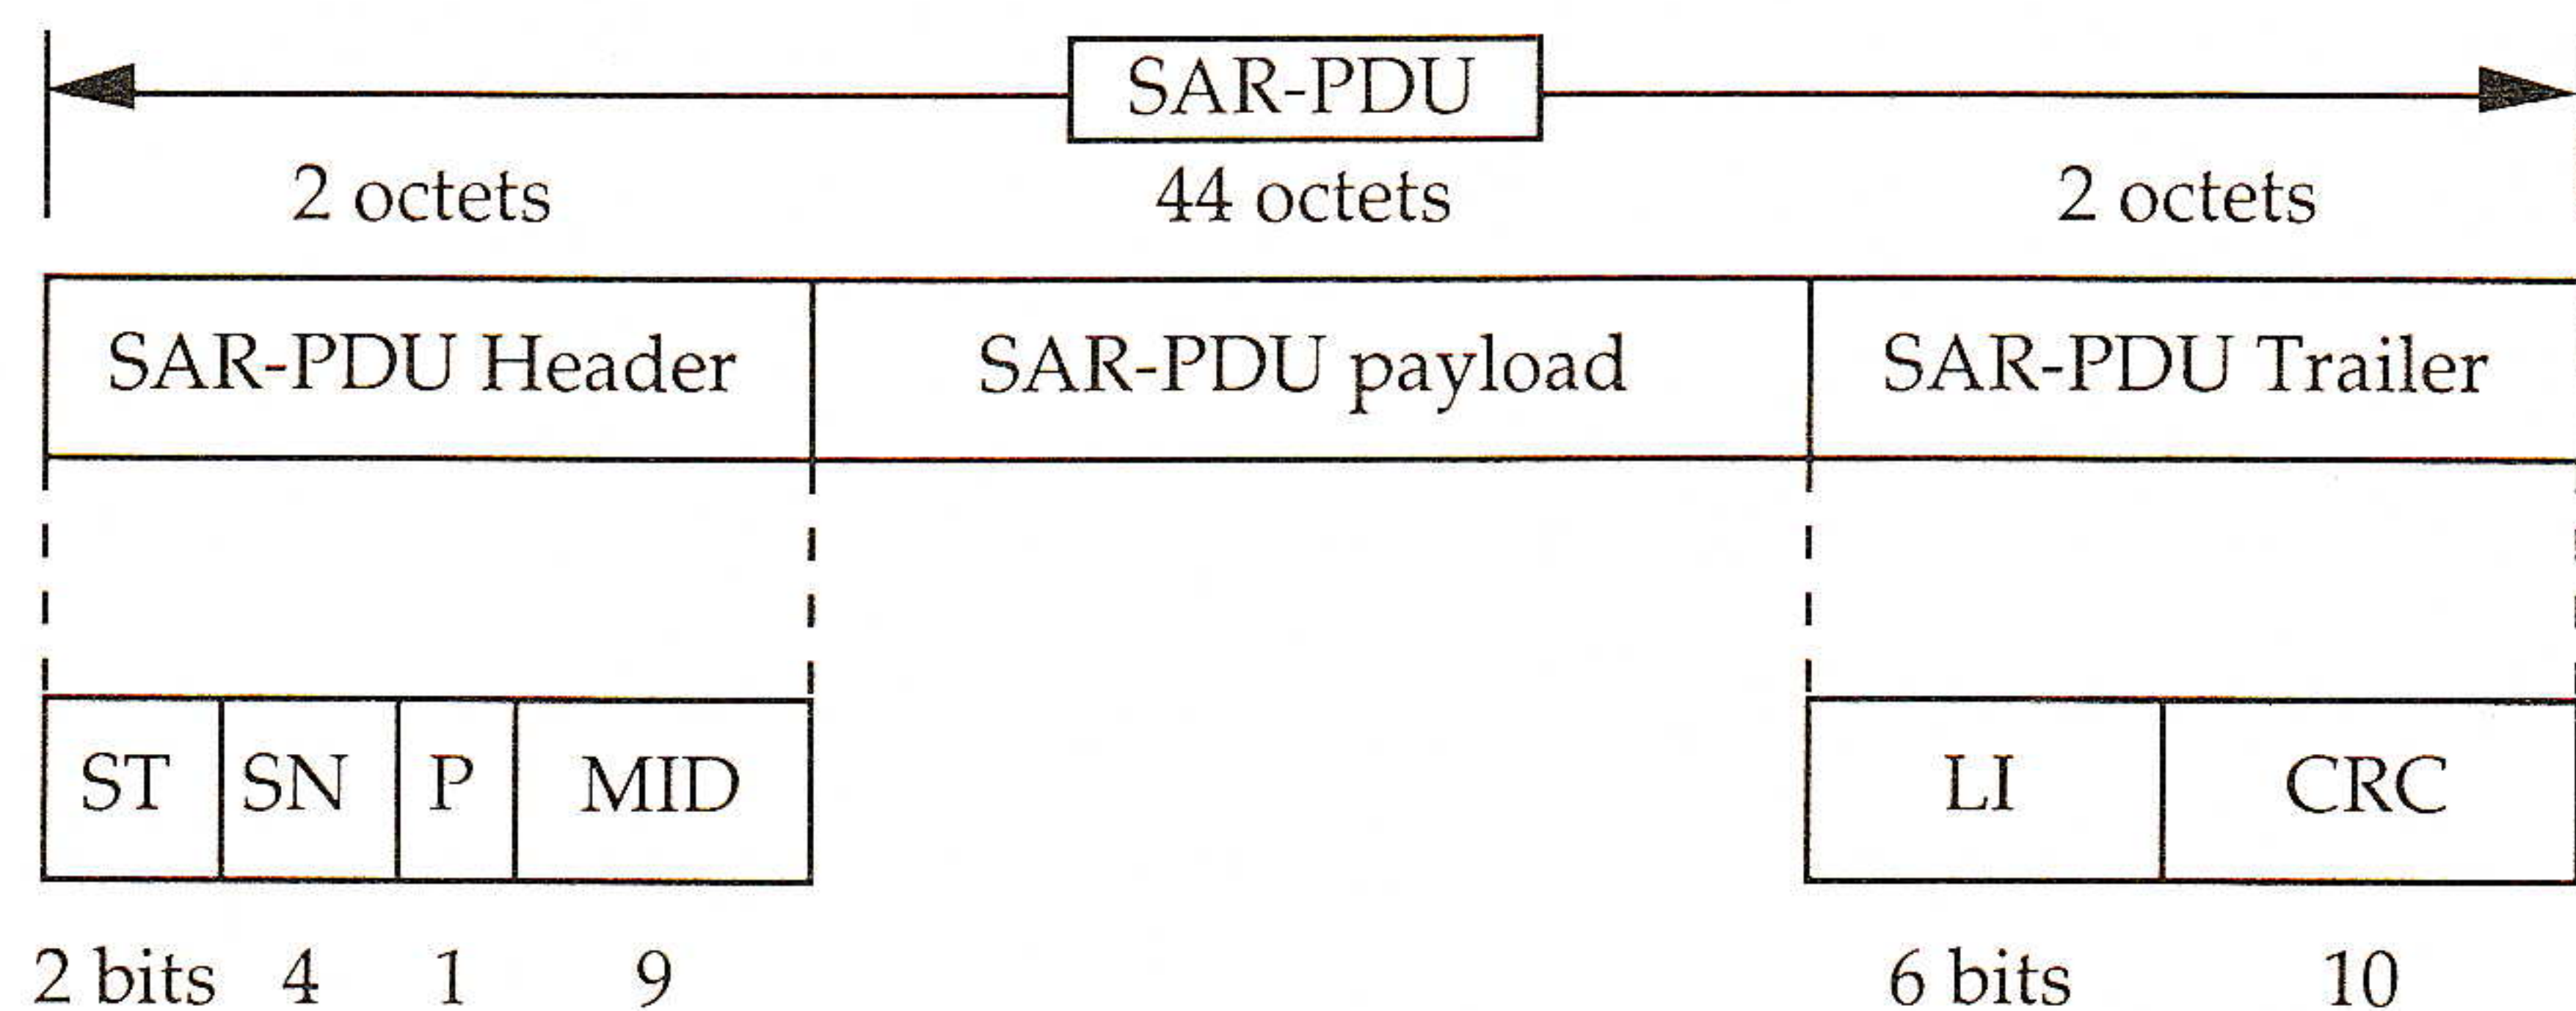 SAR-PDU
2 octets 44 octets 2 octets
SAR-PDU Header SAR-PDU payload SAR-PDU Trailer
ST SN P MID LI CRC
2 bits 4 1 9 6 bits 10